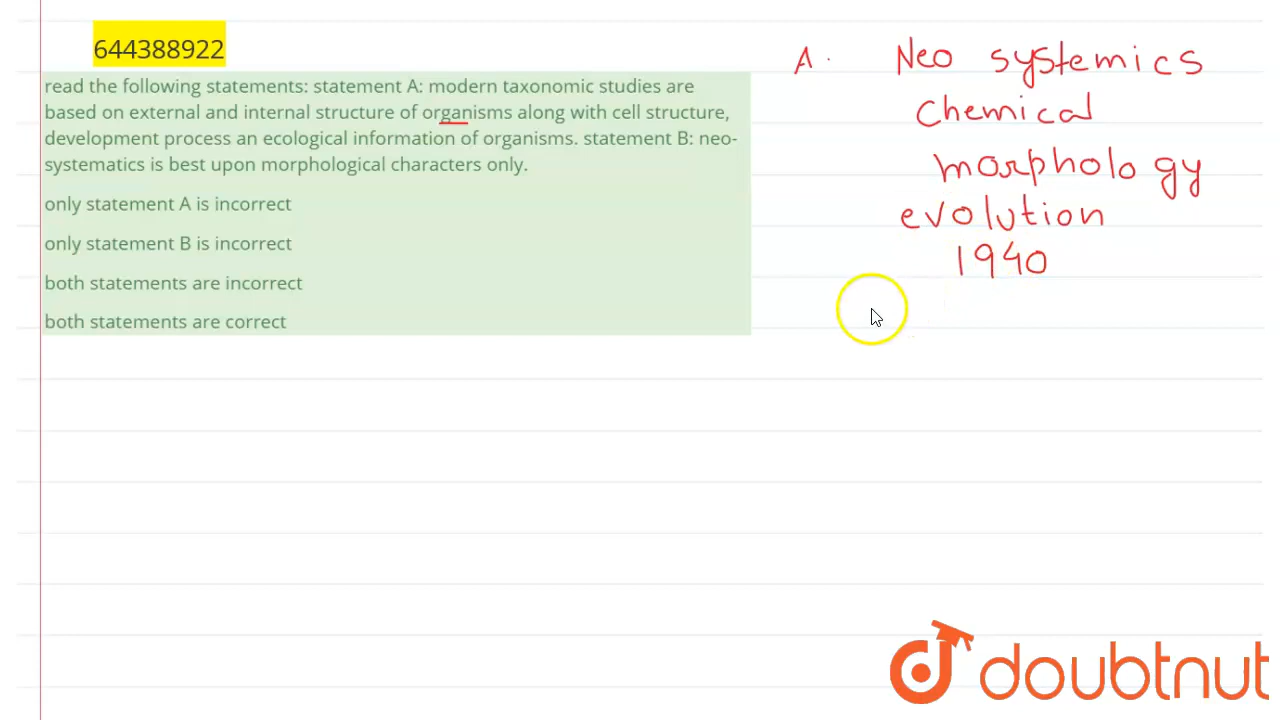 644388922
read the following statements: statement A: modern taxonomic studies are
based on external and internal structure of organisms along with cell structure,
development process an ecological information of organisms. statement B: neo-
systematics is best upon morphological characters only.
only statement A is incorrect
only statement B is incorrect
both statements are incorrect
both statements are correct
A. Neo systemics
Chemical
morphology
evolution
1940
doubtnut